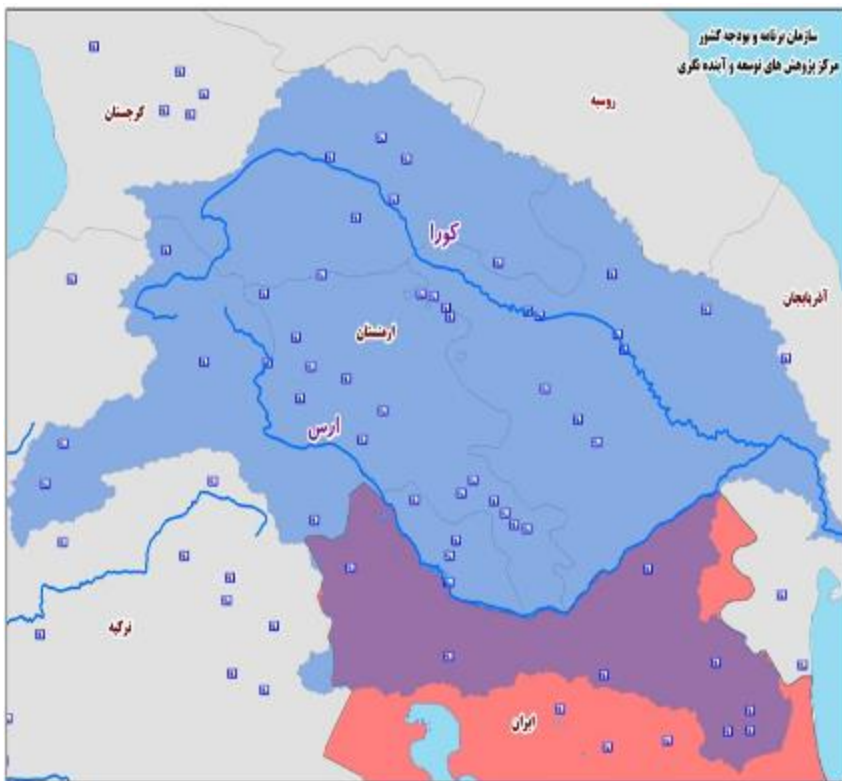 سازمان برنامه و بودجه کشور
مرکز پژوهش های توسعه و آینده نگری
روسیه
گرجستان
کورا
آذربایجان
ارمنستان
ارس
ترکیه
ایران